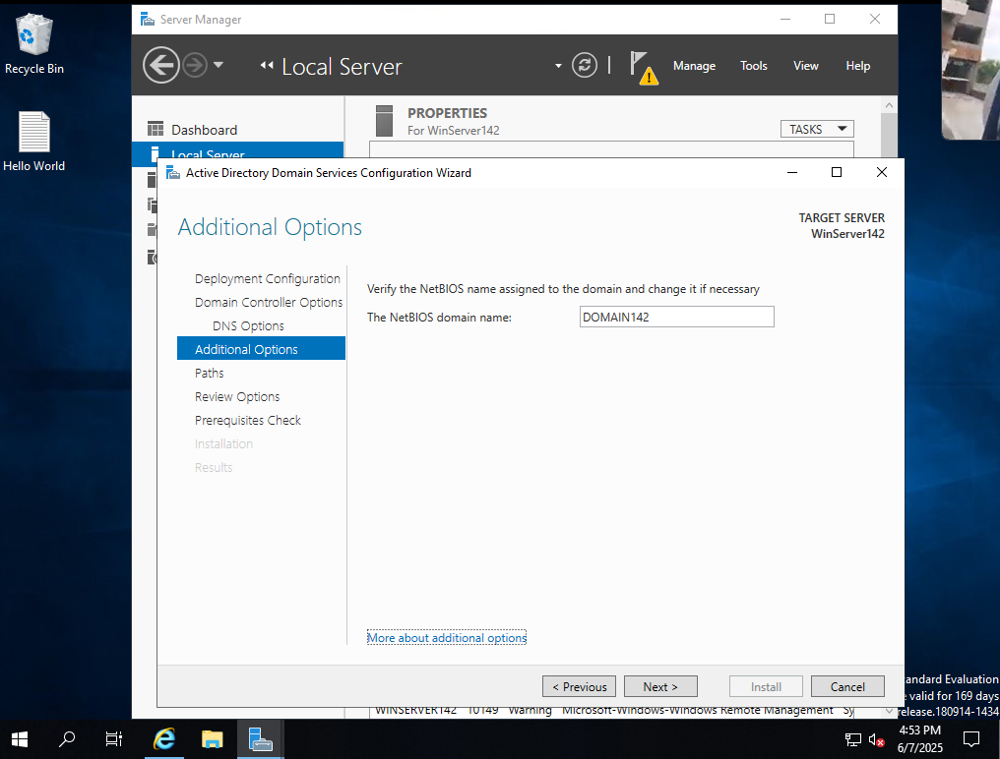 Recycle Bin
Hello World
Server Manager
Local Server
Manage Tools View Help
Dashboard
Local Server
PROPERTIES
For WinServer142
TASKS
Active Directory Domain Services Configuration Wizard
Additional Options
TARGET SERVER
WinServer142
Deployment Configuration
Domain Controller Options
DNS Options
Additional Options
Paths
Review Options
Prerequisites Check
Installation
Results
Verify the NetBIOS name assigned to the domain and change it if necessary
The NetBIOS domain name: DOMAIN142
More about additional options
< Previous Next > Install Cancel
WINSERVER142 10149 Warning Microsoft-Windows-Windows Remote Management Sy
andard Evaluation
valid for 169 days
release.180914-1434
4:53 PM
6/7/2025